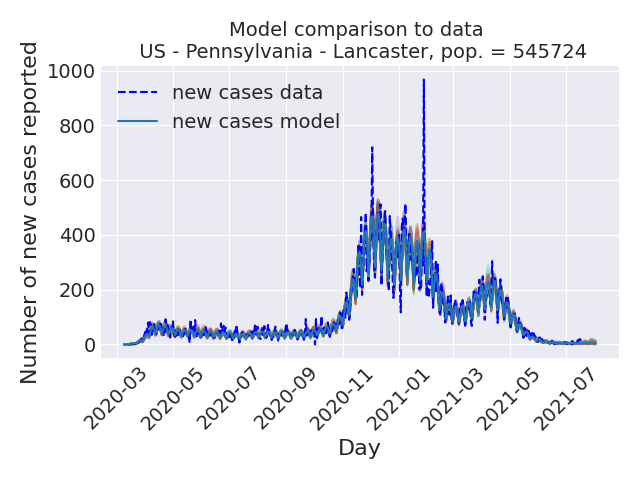 Model comparison to data
US - Pennsylvania - Lancaster, pop. = 545724
Number of new cases reported
1000
800
600
400
200
0
new cases data
new cases model
2020-03
2020-05
2020-07
2020-09
2020-11
2021-01
2021-03
2021-05
2021-07
Day